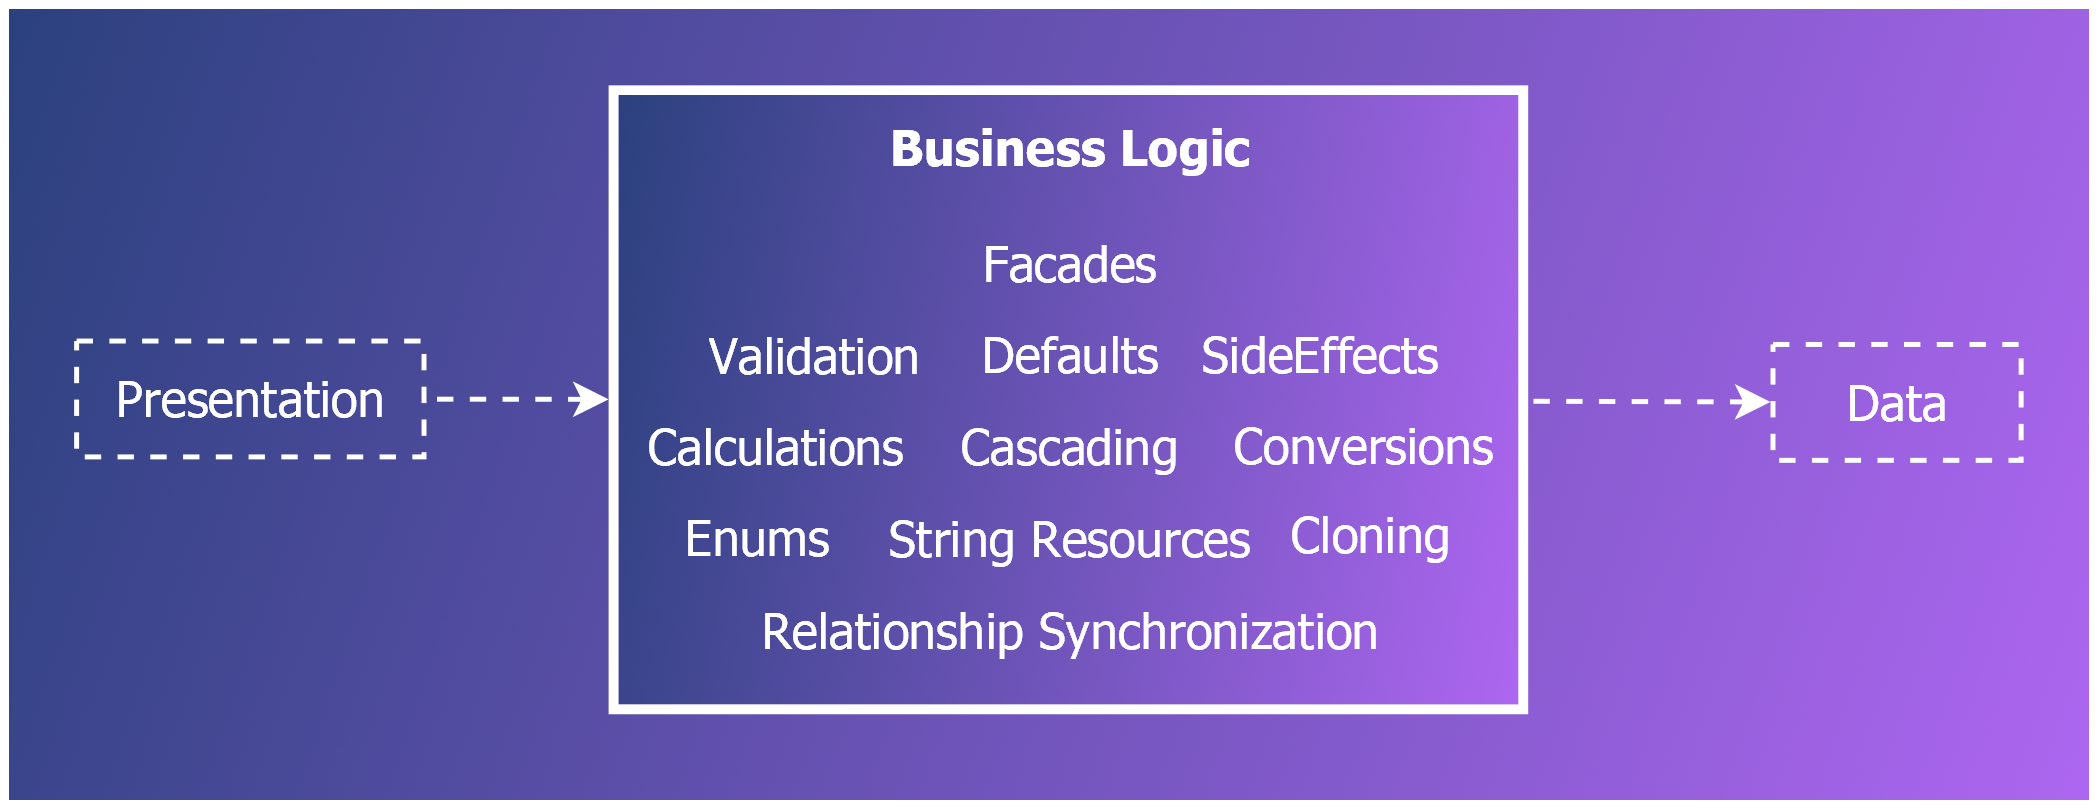 Business Logic
Facades
Validation Defaults SideEffects
Presentation
Data
Calculations Cascading Conversions
Enums String Resources Cloning
Relationship Synchronization